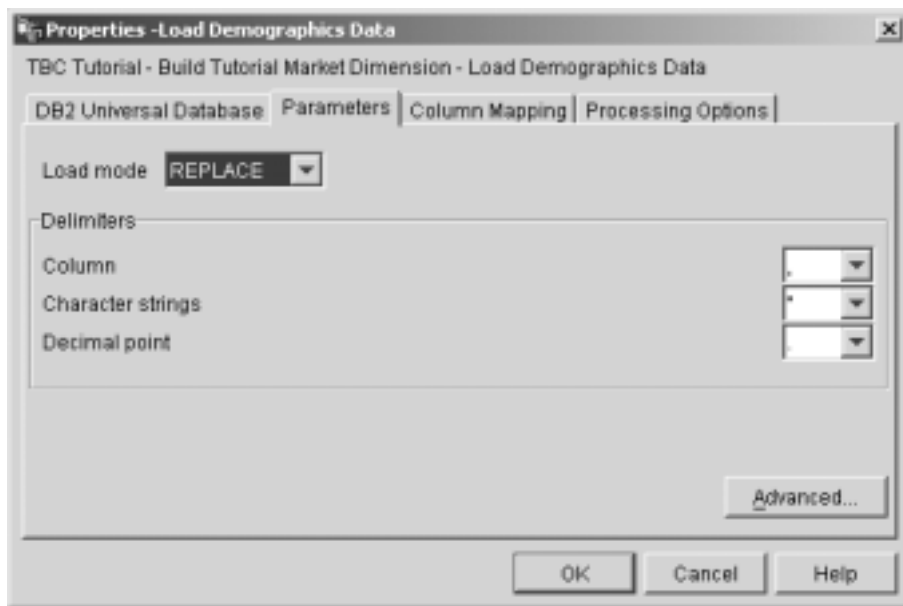 Properties -Load Demographics Data
TBC Tutorial - Build Tutorial Market Dimension - Load Demographics Data
DB2 Universal Database Parameters Column Mapping Processing Options
Load mode REPLACE
Delimiters
Column ,
Character strings "
Decimal point .
Advanced...
OK Cancel Help